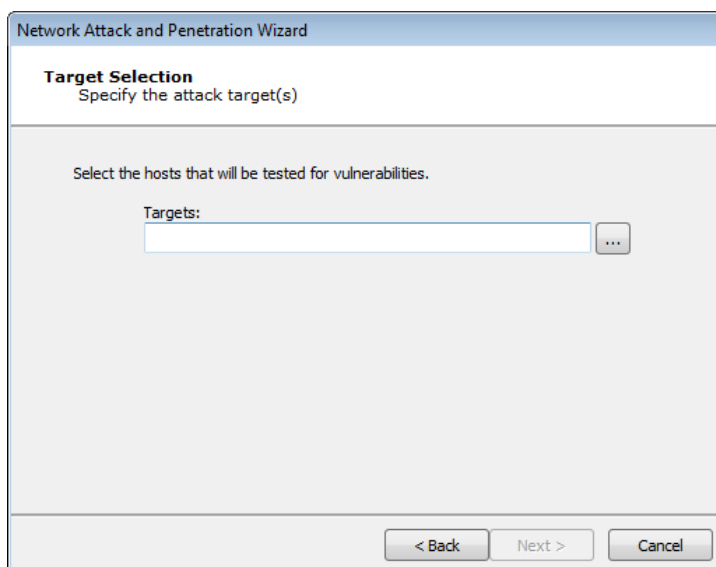 Network Attack and Penetration Wizard
Target Selection
Specify the attack target(s)
Select the hosts that will be tested for vulnerabilities.
Targets:
...
< Back Next > Cancel